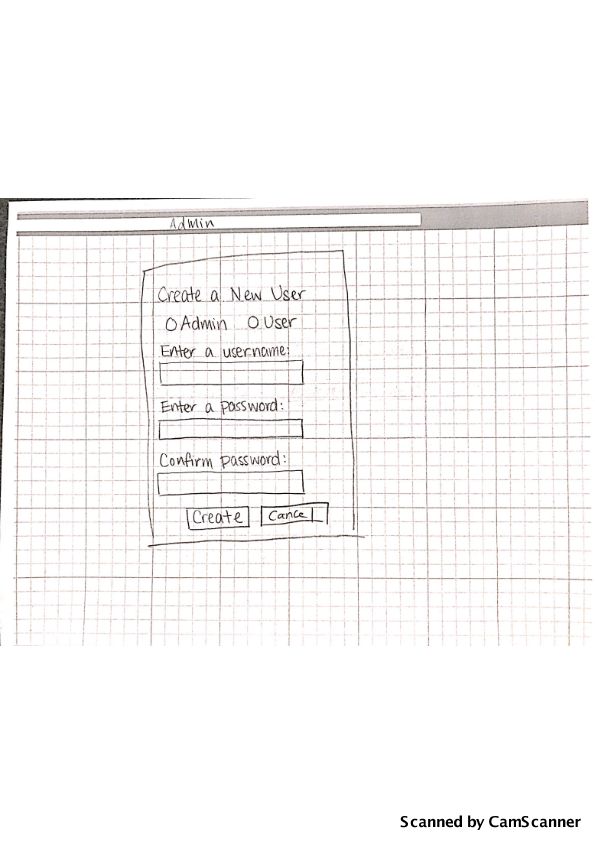 Admin
Create a New User
Admin User
Enter a username:
Enter a password:
Confirm password:
Create Cancel
Scanned by CamScanner